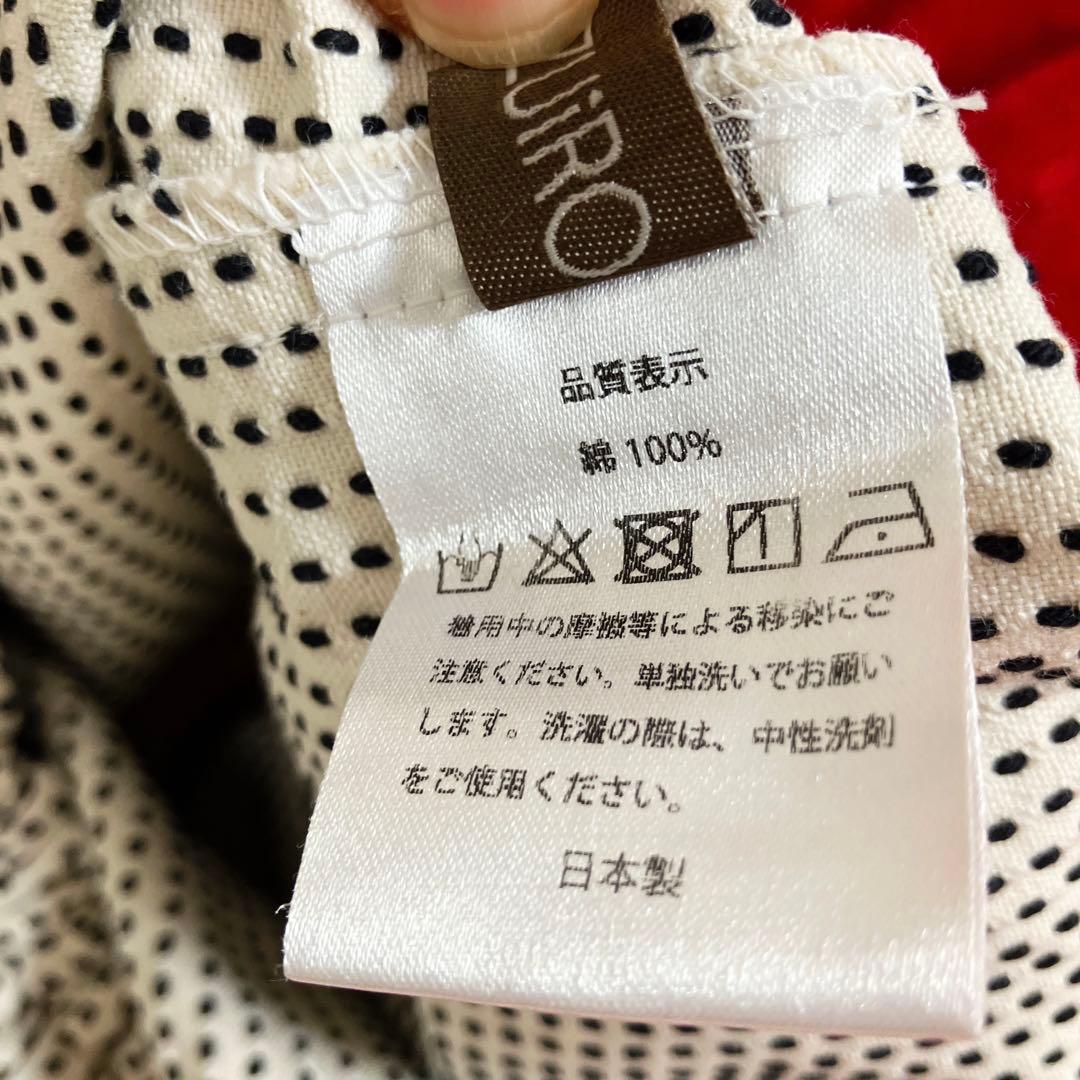 UiRO
品質表示
綿 100%
着用中の摩擦等による移染にご
注意ください。単独洗いでお願い
します。洗濯の際は、中性洗剤
をご使用ください。
日本製